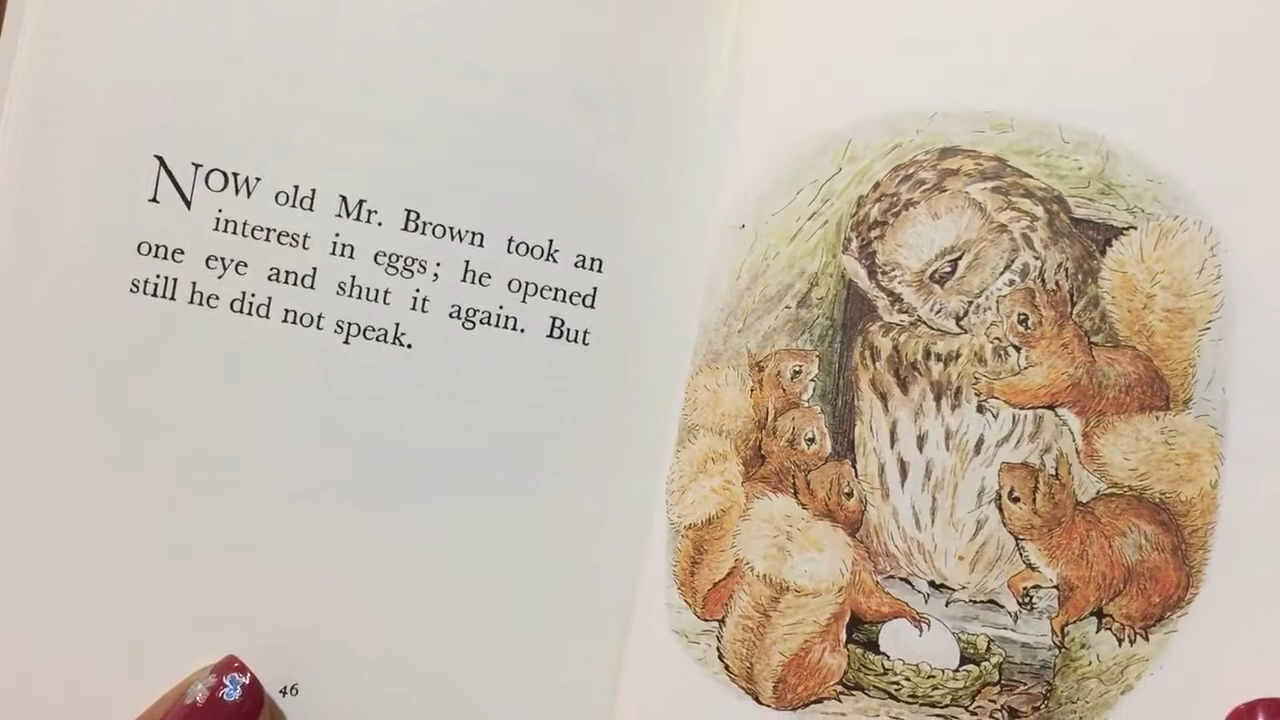 NOW old Mr. Brown took an
interest in eggs; he opened
one eye and shut it again. But
still he did not speak.
46